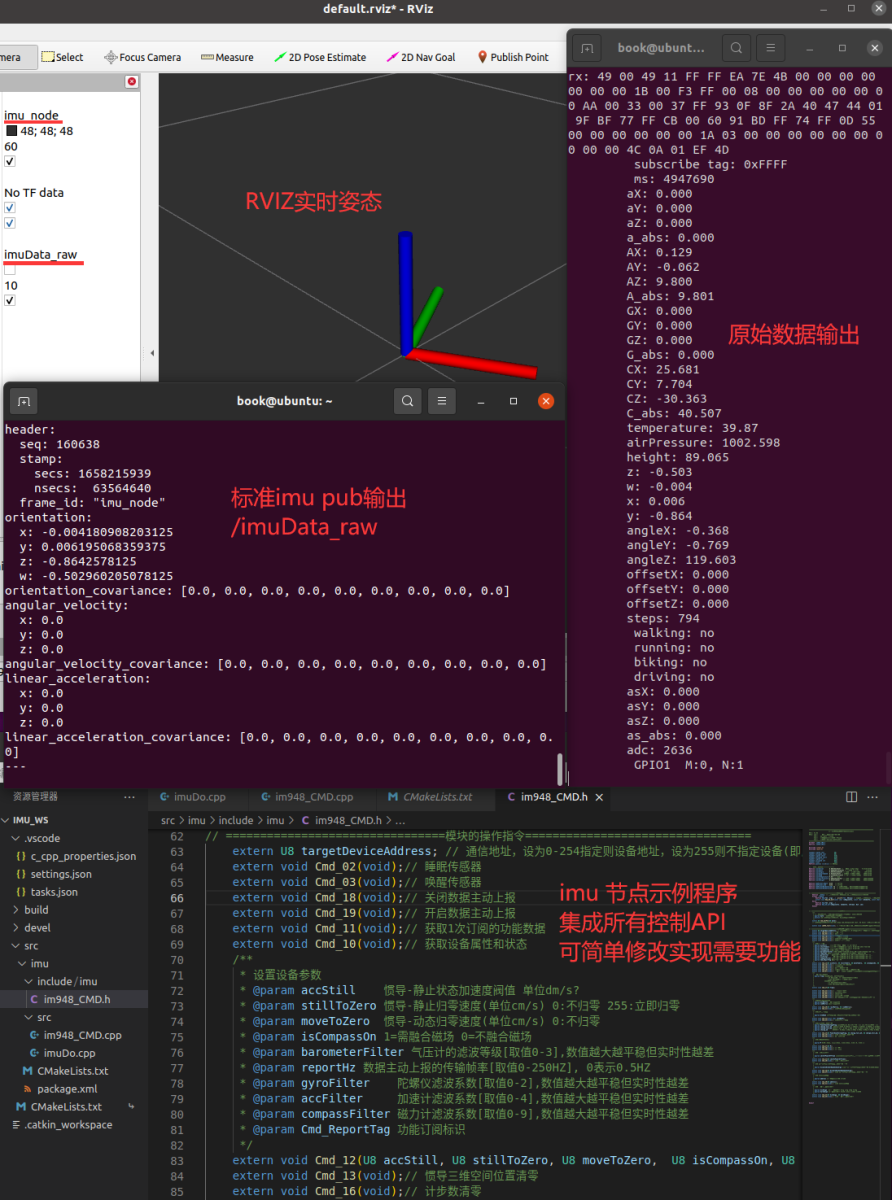 default.rviz* - RViz
mera
Select
Focus Camera
Measure
2D Pose Estimate
2D Nav Goal
Publish Point
imu_node
48; 48; 48
60
No TF data
imuData_raw
10
RVIZ实时姿态
book@ubunt...
rx: 49 00 49 11 FF FF EA 7E 4B 00 00 00 00
00 00 00 1B 00 F3 FF 00 08 00 00 00 00 00 0
0 AA 00 33 00 37 FF 93 0F 8F 2A 40 47 44 01
9F BF 77 FF CB 00 60 91 BD FF 74 FF 0D 55
00 00 00 00 00 00 1A 03 00 00 00 00 00 00 0
0 00 00 4C 0A 01 EF 4D
subscribe tag: 0xFFFF
ms: 4947690
aX: 0.000
aY: 0.000
aZ: 0.000
a_abs: 0.000
AX: 0.129
AY: -0.062
AZ: 9.800
A_abs: 9.801
GX: 0.000
GY: 0.000
GZ: 0.000
G_abs: 0.000
CX: 25.681
CY: 7.704
CZ: -30.363
C_abs: 40.507
temperature: 39.87
airPressure: 1002.598
height: 89.065
z: -0.503
w: -0.004
x: 0.006
y: -0.864
angleX: -0.368
angleY: -0.769
angleZ: 119.603
offsetX: 0.000
offsetY: 0.000
offsetZ: 0.000
steps: 794
walking: no
running: no
biking: no
driving: no
asX: 0.000
asY: 0.000
asZ: 0.000
as_abs: 0.000
adc: 2636
GPIO1  M:0, N:1
原始数据输出
book@ubuntu: ~
header:
seq: 160638
stamp:
secs: 1658215939
nsecs:  63564640
frame_id: "imu_node"
orientation:
x: -0.004180908203125
y: 0.006195068359375
z: -0.8642578125
w: -0.502960205078125
orientation_covariance: [0.0, 0.0, 0.0, 0.0, 0.0, 0.0, 0.0, 0.0, 0.0]
angular_velocity:
x: 0.0
y: 0.0
z: 0.0
angular_velocity_covariance: [0.0, 0.0, 0.0, 0.0, 0.0, 0.0, 0.0, 0.0, 0.0]
linear_acceleration:
x: 0.0
y: 0.0
z: 0.0
linear_acceleration_covariance: [0.0, 0.0, 0.0, 0.0, 0.0, 0.0, 0.0, 0.0, 0.
0]
---
标准imu pub输出
/imuData_raw
资源管理器
IMU_WS
.vscode
c_cpp_properties.json
settings.json
tasks.json
build
devel
src
imu
include / imu
im948_CMD.h
src
im948_CMD.cpp
imuDo.cpp
CMakeLists.txt
package.xml
CMakeLists.txt
.catkin_workspace
imuDo.cpp
im948_CMD.cpp
CMakeLists.txt
im948_CMD.h
src > imu > include > imu > C im948_CMD.h > ...
62 // ================================模块的操作指令=================================
63 extern U8 targetDeviceAddress; // 通信地址，设为0-254指定则设备地址，设为255则不指定设备(即
64 extern void Cmd_02(void);// 睡眠传感器
65 extern void Cmd_03(void);// 唤醒传感器
66 extern void Cmd_18(void);// 关闭数据主动上报
67 extern void Cmd_19(void);// 开启数据主动上报
68 extern void Cmd_11(void);// 获取1次订阅的功能数据
69 extern void Cmd_10(void);// 获取设备属性和状态
70 /**
71 * 设置设备参数
72 * @param accStill    惯导-静止状态加速度阀值 单位dm/s?
73 * @param stillToZero 惯导-静止归零速度(单位cm/s) 0:不归零 255:立即归零
74 * @param moveToZero  惯导-动态归零速度(单位cm/s) 0:不归零
75 * @param isCompassOn 1=需融合磁场 0=不融合磁场
76 * @param barometerFilter 气压计的滤波等级[取值0-3],数值越大越平稳但实时性越差
77 * @param reportHz 数据主动上报的传输帧率[取值0-250HZ], 0表示0.5HZ
78 * @param gyroFilter    陀螺仪滤波系数[取值0-2],数值越大越平稳但实时性越差
79 * @param accFilter     加速计滤波系数[取值0-4],数值越大越平稳但实时性越差
80 * @param compassFilter 磁力计滤波系数[取值0-9],数值越大越平稳但实时性越差
81 * @param Cmd_ReportTag 功能订阅标识
82 */
83 extern void Cmd_12(U8 accStill, U8 stillToZero, U8 moveToZero,  U8 isCompassOn, U8
84 extern void Cmd_13(void);// 惯导三维空间位置清零
85 extern void Cmd_16(void);// 计步数清零
imu 节点示例程序
集成所有控制API
可简单修改实现需要功能